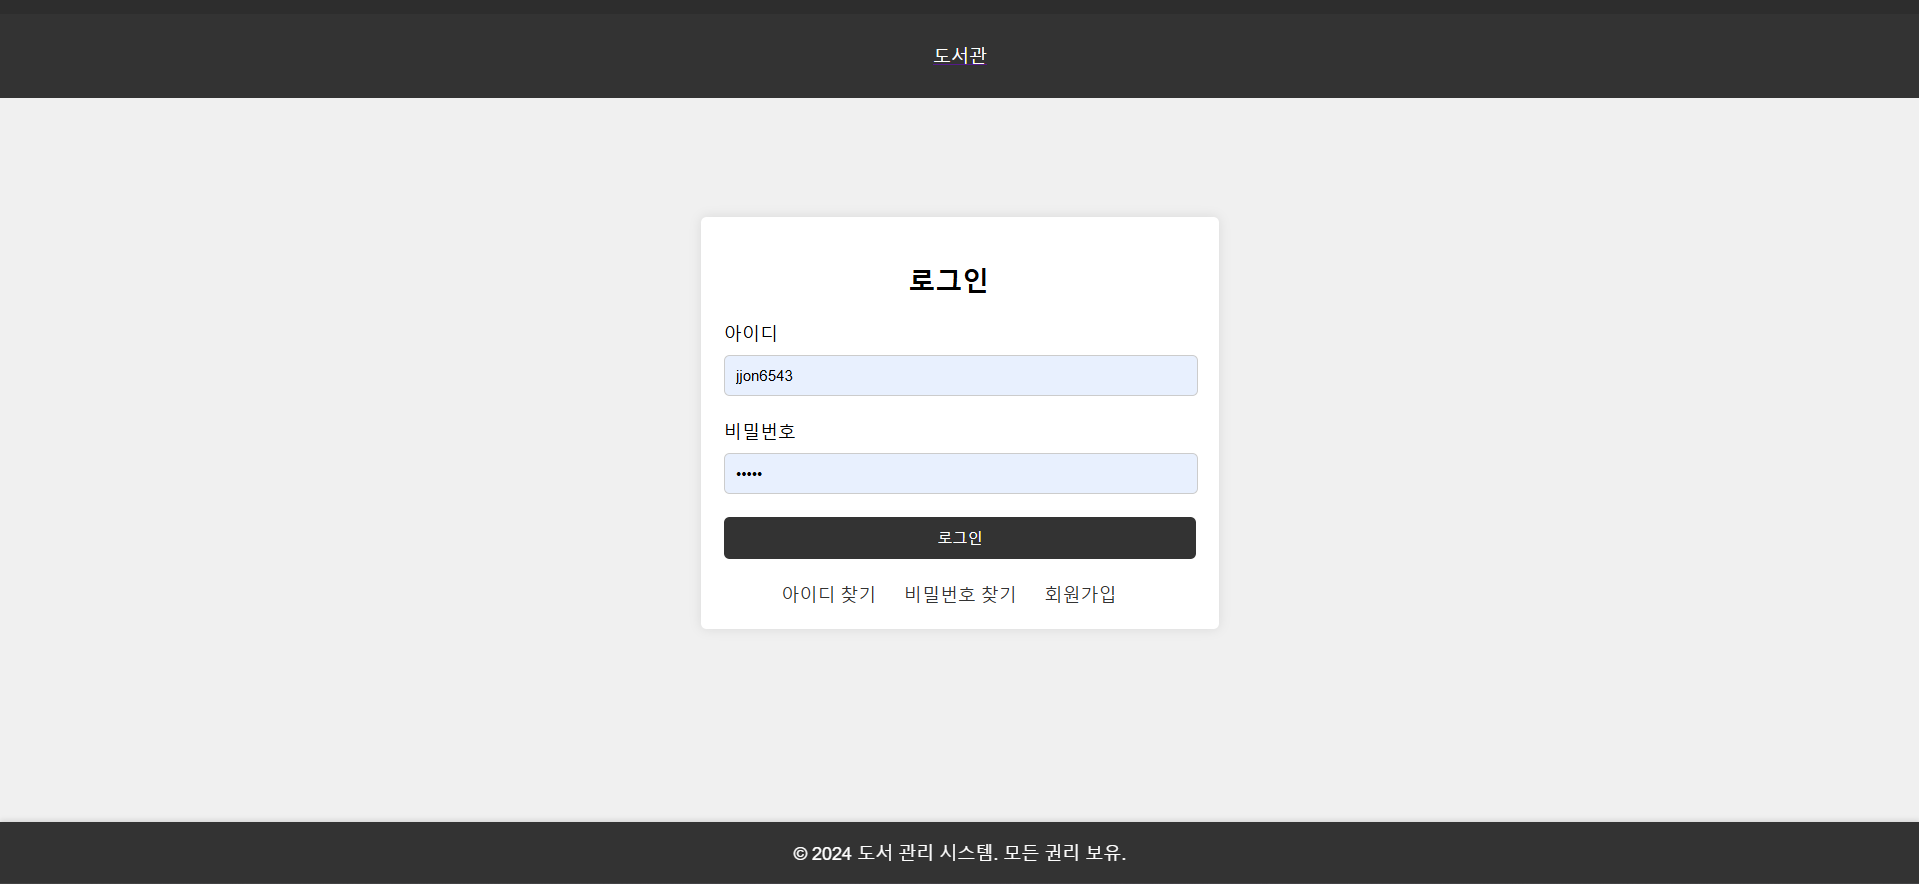 도서관
로그인
아이디
jjon6543
비밀번호
•••••
로그인
아이디 찾기 비밀번호 찾기 회원가입
© 2024 도서 관리 시스템. 모든 권리 보유.